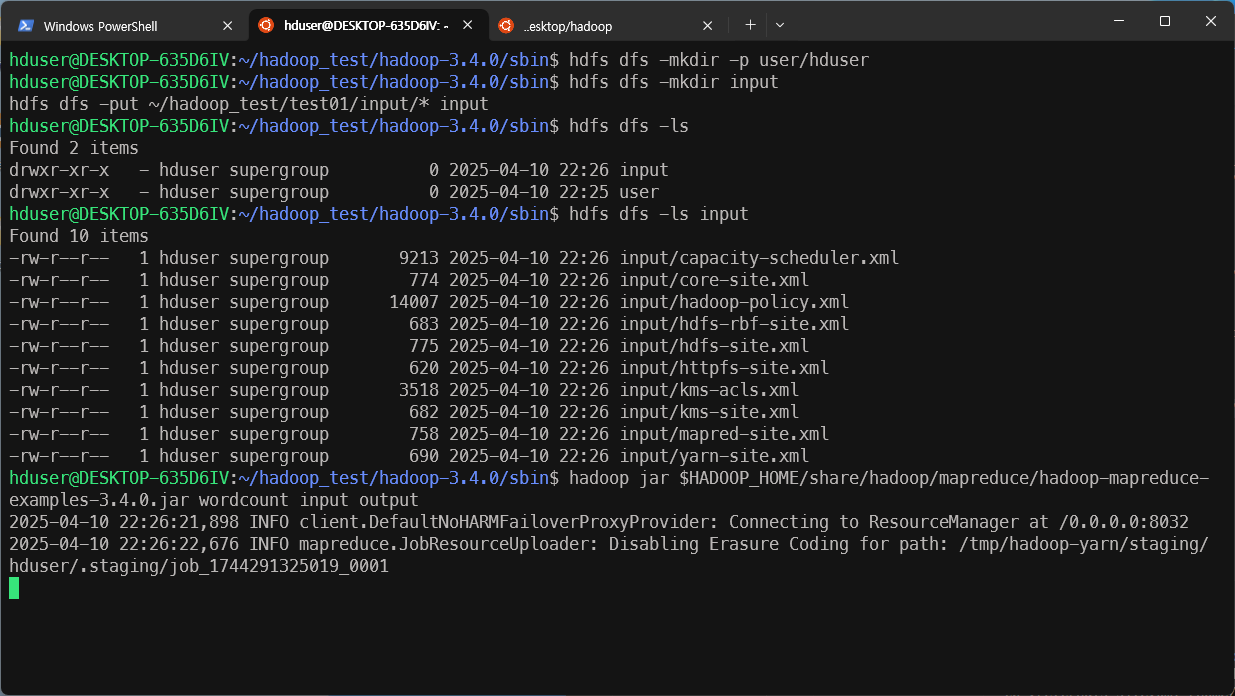 Windows PowerShell
hduser@DESKTOP-635D6IV: ~
..esktop/hadoop
hduser@DESKTOP-635D6IV:~/hadoop_test/hadoop-3.4.0/sbin$ hdfs dfs -mkdir -p user/hduser
hduser@DESKTOP-635D6IV:~/hadoop_test/hadoop-3.4.0/sbin$ hdfs dfs -mkdir input
hdfs dfs -put ~/hadoop_test/test01/input/* input
hduser@DESKTOP-635D6IV:~/hadoop_test/hadoop-3.4.0/sbin$ hdfs dfs -ls
Found 2 items
drwxr-xr-x   - hduser supergroup          0 2025-04-10 22:26 input
drwxr-xr-x   - hduser supergroup          0 2025-04-10 22:25 user
hduser@DESKTOP-635D6IV:~/hadoop_test/hadoop-3.4.0/sbin$ hdfs dfs -ls input
Found 10 items
-rw-r--r--   1 hduser supergroup       9213 2025-04-10 22:26 input/capacity-scheduler.xml
-rw-r--r--   1 hduser supergroup        774 2025-04-10 22:26 input/core-site.xml
-rw-r--r--   1 hduser supergroup      14007 2025-04-10 22:26 input/hadoop-policy.xml
-rw-r--r--   1 hduser supergroup        683 2025-04-10 22:26 input/hdfs-rbf-site.xml
-rw-r--r--   1 hduser supergroup        775 2025-04-10 22:26 input/hdfs-site.xml
-rw-r--r--   1 hduser supergroup        620 2025-04-10 22:26 input/httpfs-site.xml
-rw-r--r--   1 hduser supergroup       3518 2025-04-10 22:26 input/kms-acls.xml
-rw-r--r--   1 hduser supergroup        682 2025-04-10 22:26 input/kms-site.xml
-rw-r--r--   1 hduser supergroup        758 2025-04-10 22:26 input/mapred-site.xml
-rw-r--r--   1 hduser supergroup        690 2025-04-10 22:26 input/yarn-site.xml
hduser@DESKTOP-635D6IV:~/hadoop_test/hadoop-3.4.0/sbin$ hadoop jar $HADOOP_HOME/share/hadoop/mapreduce/hadoop-mapreduce-
examples-3.4.0.jar wordcount input output
2025-04-10 22:26:21,898 INFO client.DefaultNoHARMFailoverProxyProvider: Connecting to ResourceManager at /0.0.0.0:8032
2025-04-10 22:26:22,676 INFO mapreduce.JobResourceUploader: Disabling Erasure Coding for path: /tmp/hadoop-yarn/staging/
hduser/.staging/job_1744291325019_0001